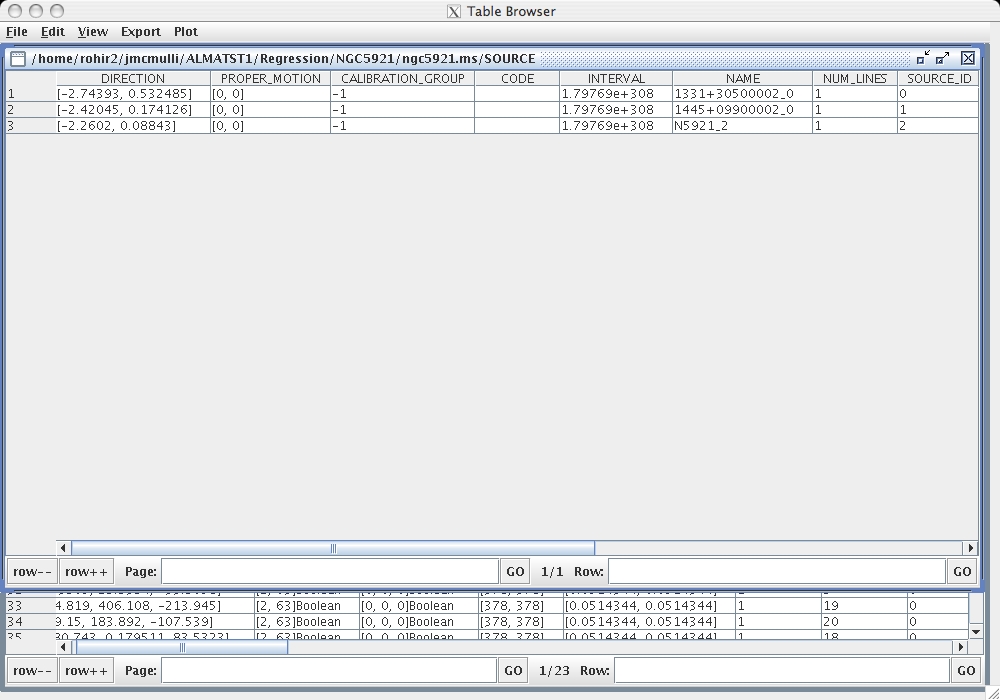 Table Browser
File Edit View Export Plot
/home/rohir2/jmcmulli/ALMATST1/Regression/NGC5921/ngc5921.ms/SOURCE
DIRECTION PROPER_MOTION CALIBRATION_GROUP CODE INTERVAL NAME NUM_LINES SOURCE_ID
1 [-2.74393, 0.532485] [0, 0] -1 1.79769e+308 1331+30500002_0 1 0
2 [-2.42045, 0.174126] [0, 0] -1 1.79769e+308 1445+09900002_0 1 1
3 [-2.2602, 0.08843] [0, 0] -1 1.79769e+308 N5921_2 1 2
row-- row++ Page: GO 1/1 Row: GO
33 4.819, 406.108, -213.945] [2, 63]Boolean [0, 0, 0]Boolean [378, 378] [0.0514344, 0.0514344] 1 19 0
34 9.15, 183.892, -107.539] [2, 63]Boolean [0, 0, 0]Boolean [378, 378] [0.0514344, 0.0514344] 1 20 0
35 30.743, 0.179511, 83.5323] [2, 63]Boolean [0, 0, 0]Boolean [378, 378] [0.0514344, 0.0514344] 1 18 0
row-- row++ Page: GO 1/23 Row: GO